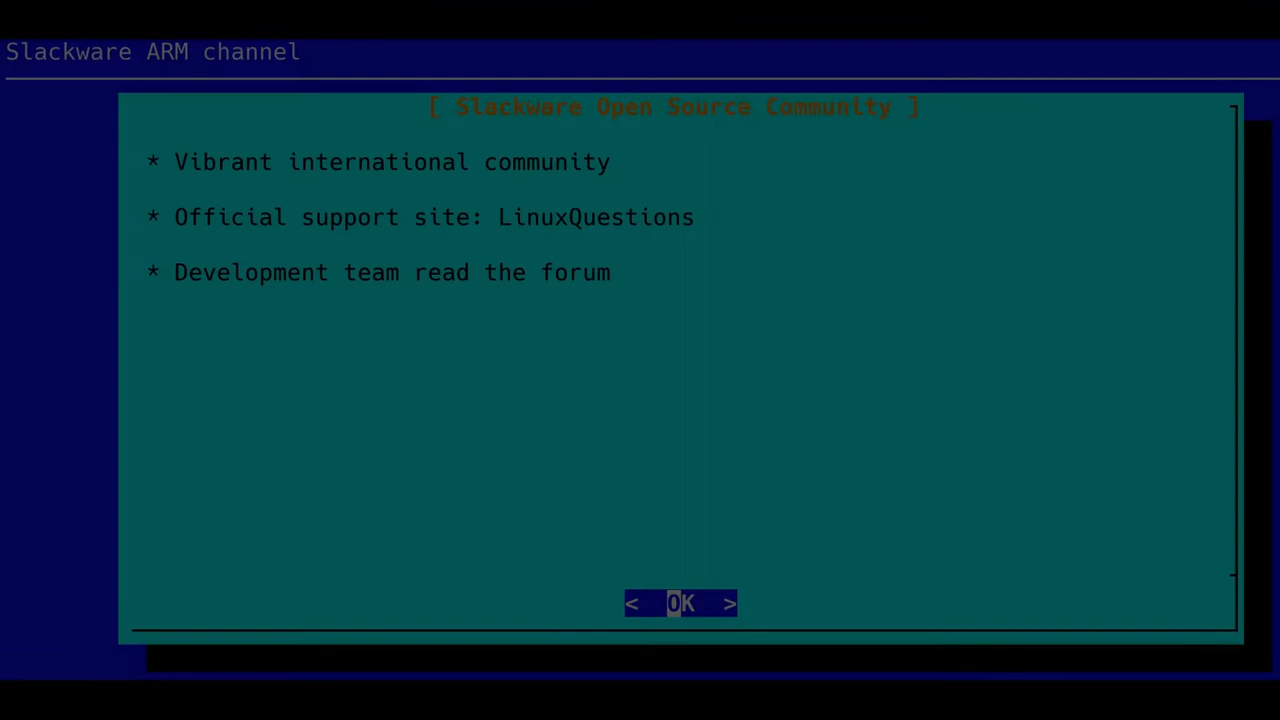 Slackware ARM channel
[ Slackware Open Source Community ]
* Vibrant international community
* Official support site: LinuxQuestions
* Development team read the forum
< OK >